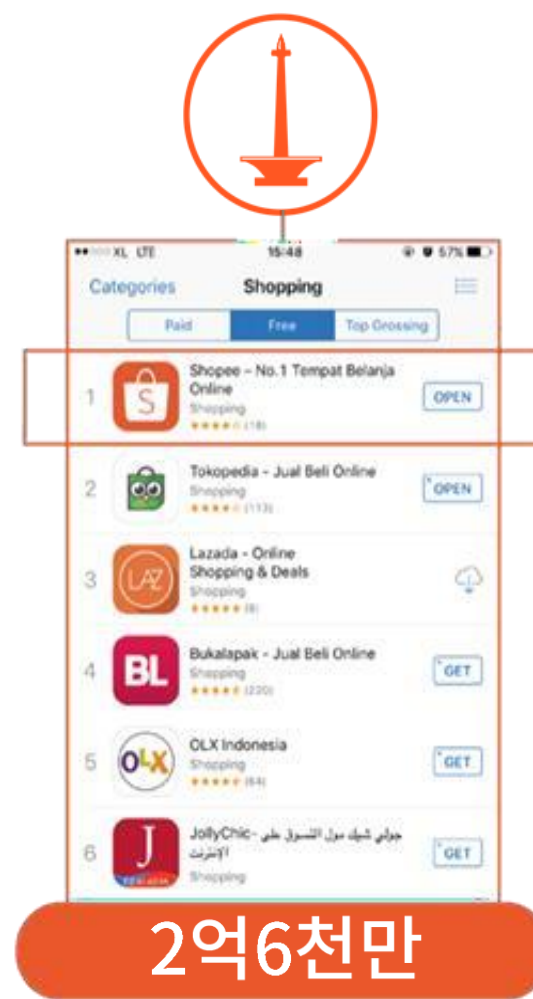 XL LTE 15:48 57%
Categories Shopping
Paid Free Top Grossing
1 Shopee - No.1 Tempat Belanja
Online
Shopping
(18)
OPEN
2 Tokopedia - Jual Beli Online
Shopping
(113)
OPEN
3 LAZ Lazada - Online
Shopping & Deals
Shopping
(8)
4 BL Bukalapak - Jual Beli Online
Shopping
(220)
GET
5 OLX OLX Indonesia
Shopping
(64)
GET
6 J JollyChic- جولي شيك مول التسوق على
الإنترنت
Shopping
GET
2억6천만